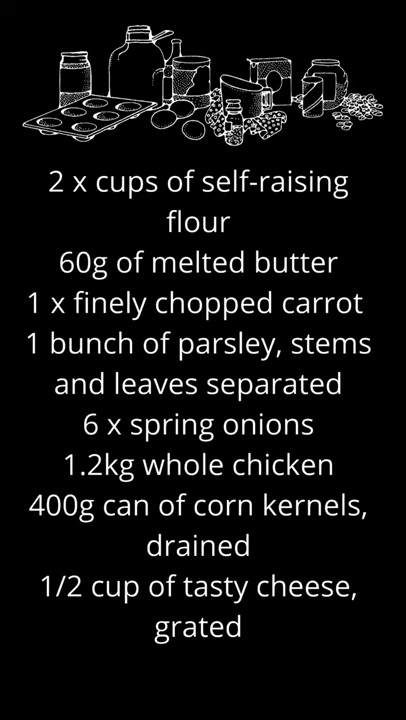 2 x cups of self-raising
flour
60g of melted butter
1 x finely chopped carrot
1 bunch of parsley, stems
and leaves separated
6 x spring onions
1.2kg whole chicken
400g can of corn kernels,
drained
1/2 cup of tasty cheese,
grated